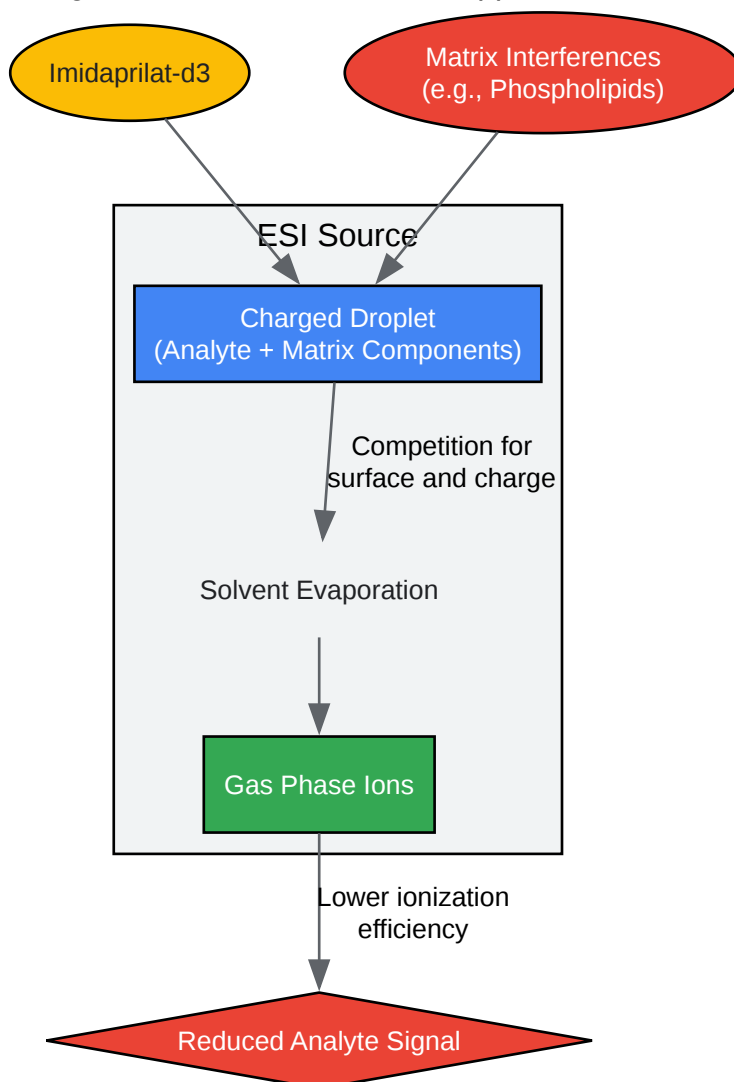 Imidaprilat-d3
Matrix Interferences
(e.g., Phospholipids)
ESI Source
Charged Droplet
(Analyte + Matrix Components)
Competition for
surface and charge
Solvent Evaporation
Gas Phase Ions
Lower ionization
efficiency
Reduced Analyte Signal